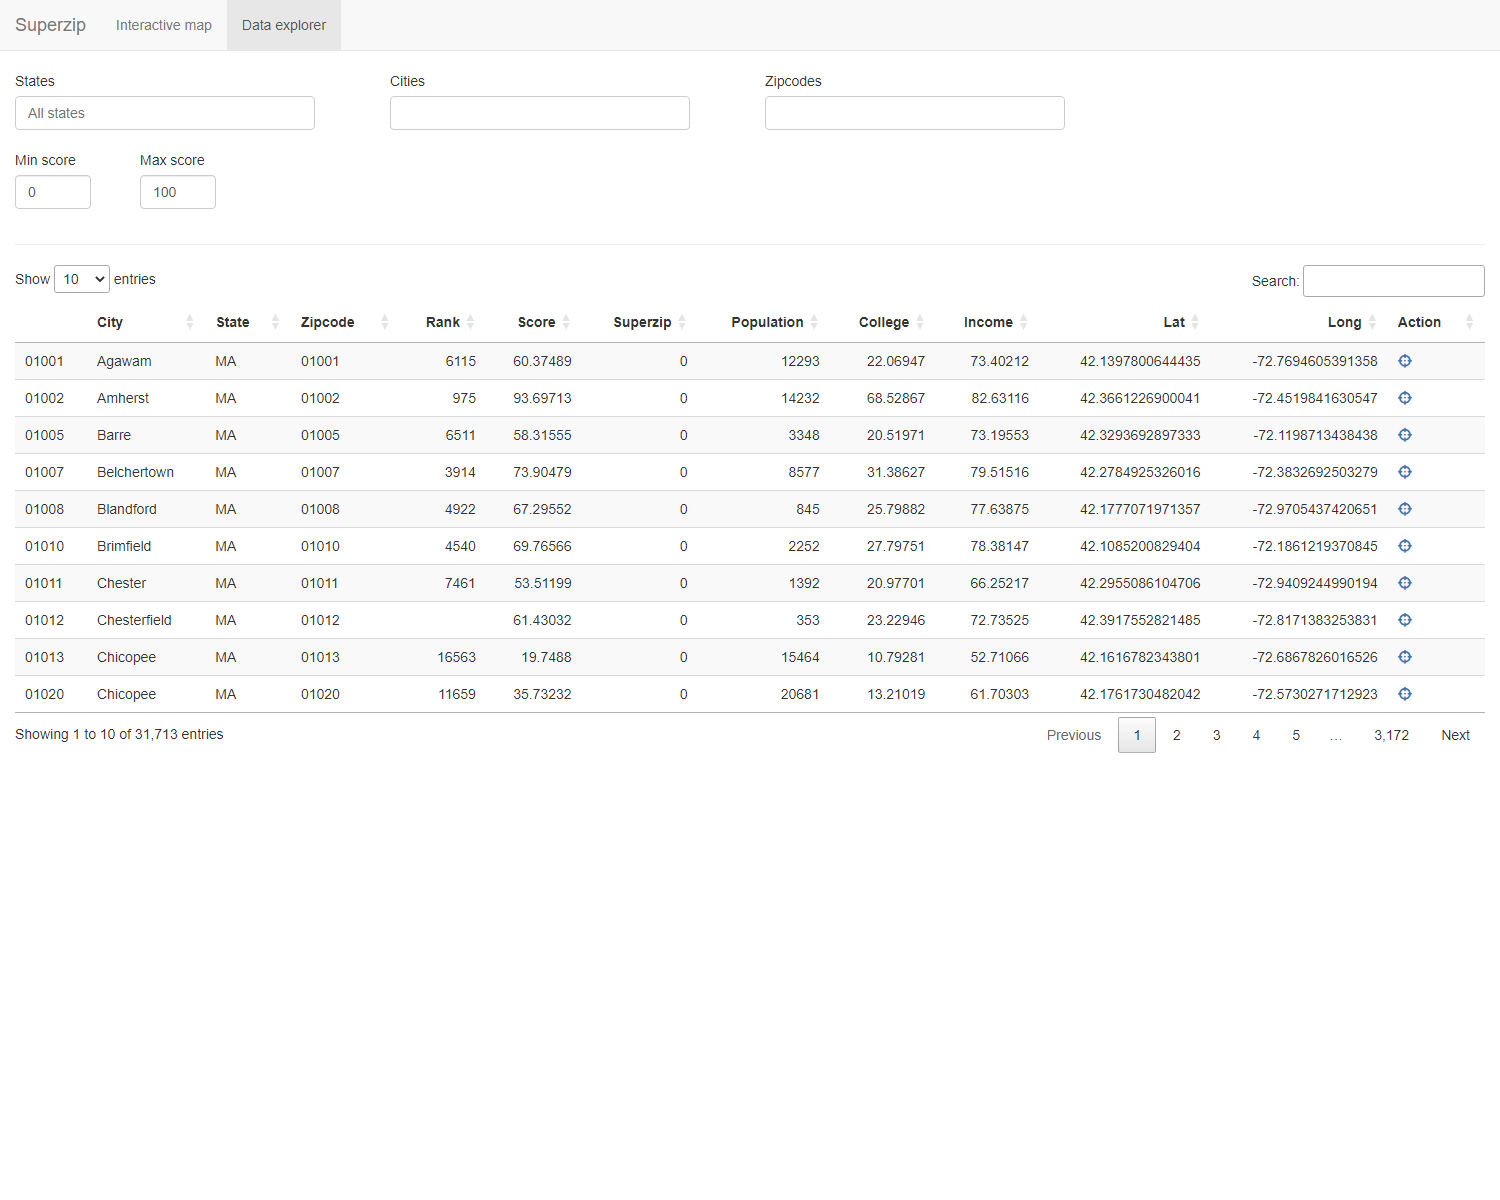 Superzip Interactive map Data explorer
States Cities Zipcodes
All states
Min score Max score
0 100
Show 10 entries Search:
City State Zipcode Rank Score Superzip Population College Income Lat Long Action
01001 Agawam MA 01001 6115 60.37489 0 12293 22.06947 73.40212 42.1397800644435 -72.7694605391358
01002 Amherst MA 01002 975 93.69713 0 14232 68.52867 82.63116 42.3661226900041 -72.4519841630547
01005 Barre MA 01005 6511 58.31555 0 3348 20.51971 73.19553 42.3293692897333 -72.1198713438438
01007 Belchertown MA 01007 3914 73.90479 0 8577 31.38627 79.51516 42.2784925326016 -72.3832692503279
01008 Blandford MA 01008 4922 67.29552 0 845 25.79882 77.63875 42.1777071971357 -72.9705437420651
01010 Brimfield MA 01010 4540 69.76566 0 2252 27.79751 78.38147 42.1085200829404 -72.1861219370845
01011 Chester MA 01011 7461 53.51199 0 1392 20.97701 66.25217 42.2955086104706 -72.9409244990194
01012 Chesterfield MA 01012 61.43032 0 353 23.22946 72.73525 42.3917552821485 -72.8171383253831
01013 Chicopee MA 01013 16563 19.7488 0 15464 10.79281 52.71066 42.1616782343801 -72.6867826016526
01020 Chicopee MA 01020 11659 35.73232 0 20681 13.21019 61.70303 42.1761730482042 -72.5730271712923
Showing 1 to 10 of 31,713 entries Previous 1 2 3 4 5 … 3,172 Next